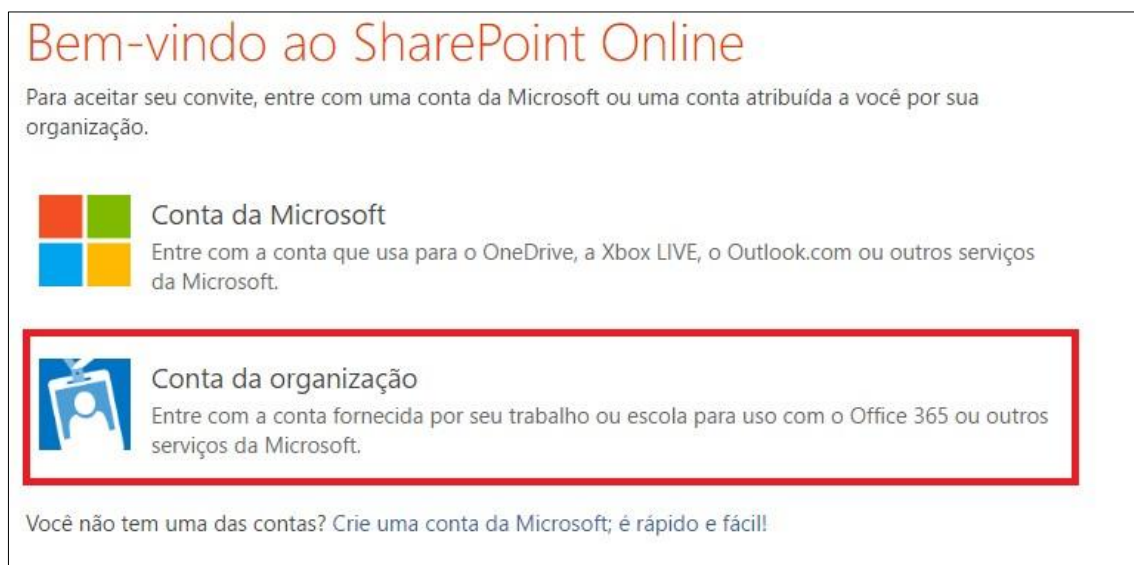 Bem-vindo ao SharePoint Online
Para aceitar seu convite, entre com uma conta da Microsoft ou uma conta atribuída a você por sua
organização.
Conta da Microsoft
Entre com a conta que usa para o OneDrive, a Xbox LIVE, o Outlook.com ou outros serviços
da Microsoft.
Conta da organização
Entre com a conta fornecida por seu trabalho ou escola para uso com o Office 365 ou outros
serviços da Microsoft.
Você não tem uma das contas? Crie uma conta da Microsoft; é rápido e fácil!